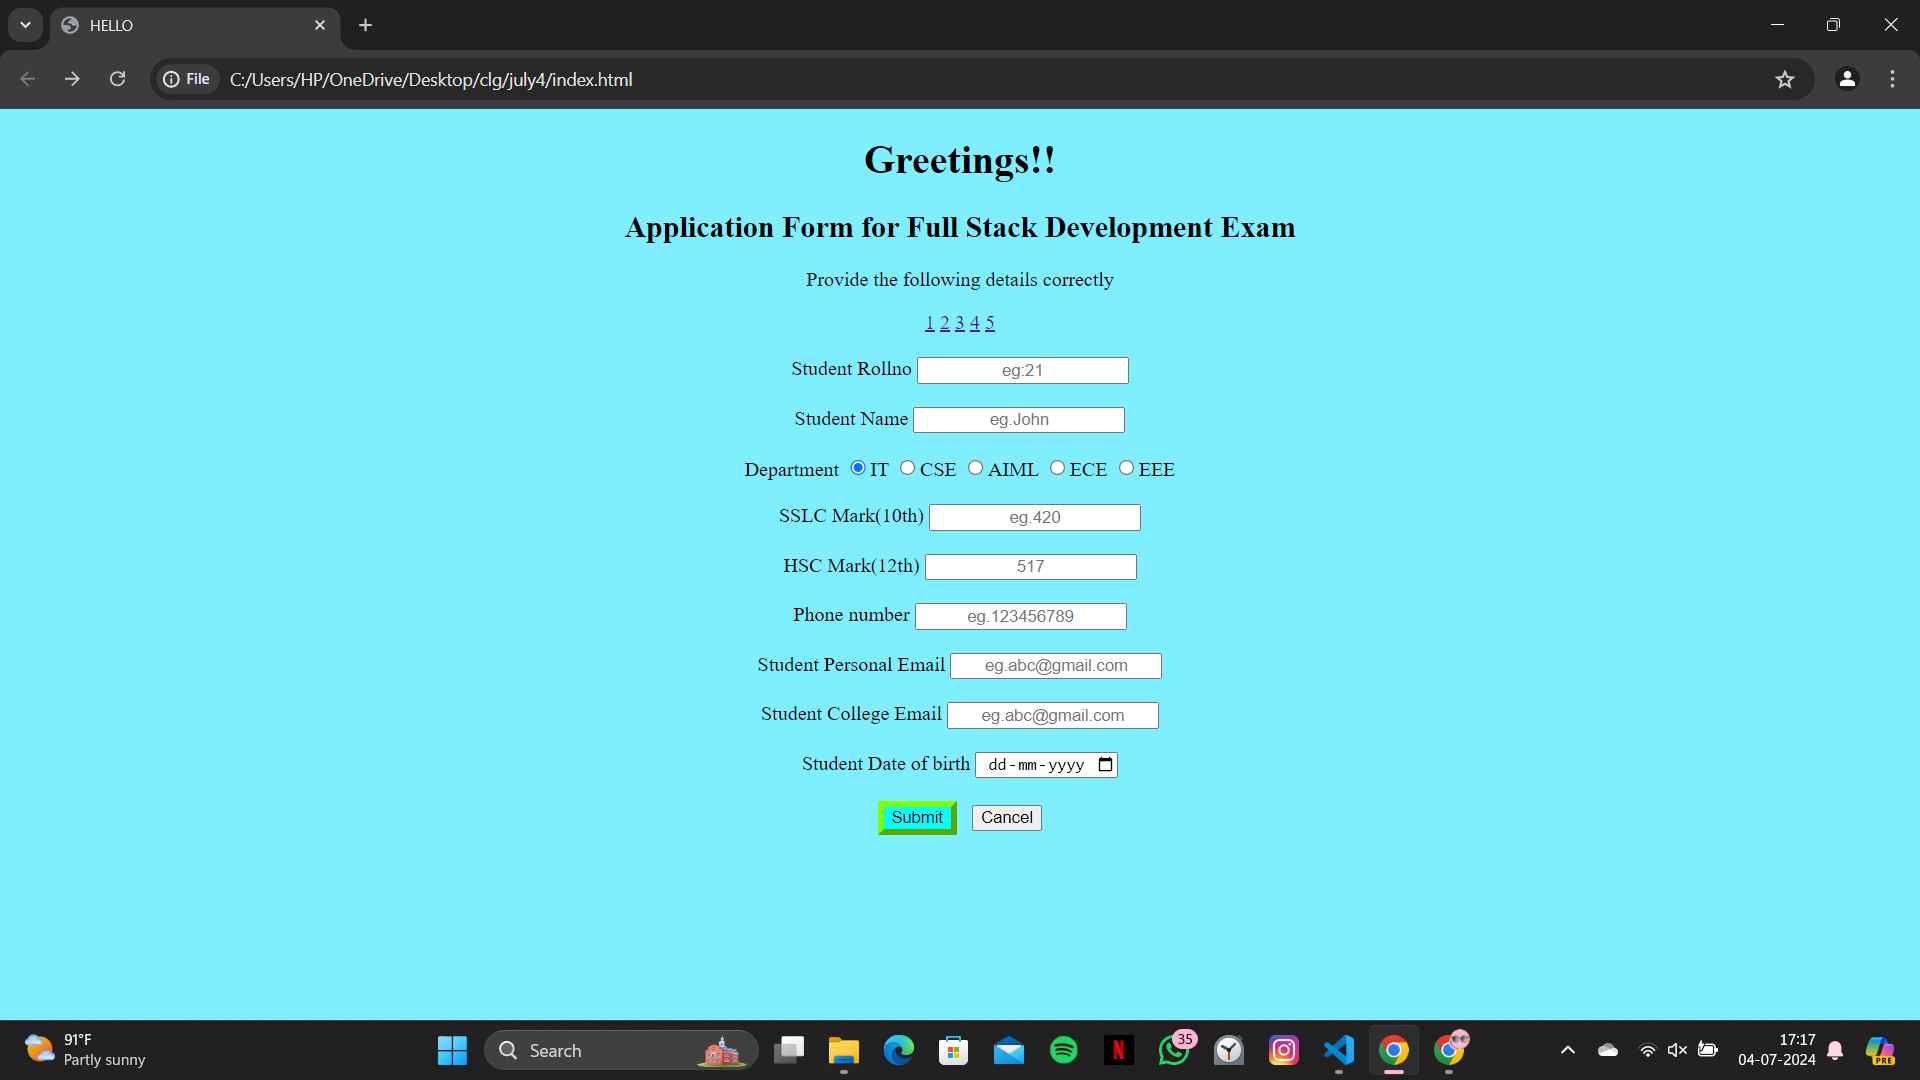 HELLO
File C:/Users/HP/OneDrive/Desktop/clg/july4/index.html
Greetings!!
Application Form for Full Stack Development Exam
Provide the following details correctly
1 2 3 4 5
Student Rollno eg:21
Student Name eg.John
Department IT CSE AIML ECE EEE
SSLC Mark(10th) eg.420
HSC Mark(12th) 517
Phone number eg.123456789
Student Personal Email eg.abc@gmail.com
Student College Email eg.abc@gmail.com
Student Date of birth dd-mm-yyyy
Submit Cancel
91°F
Partly sunny
Search
N
35
17:17
04-07-2024
PRE